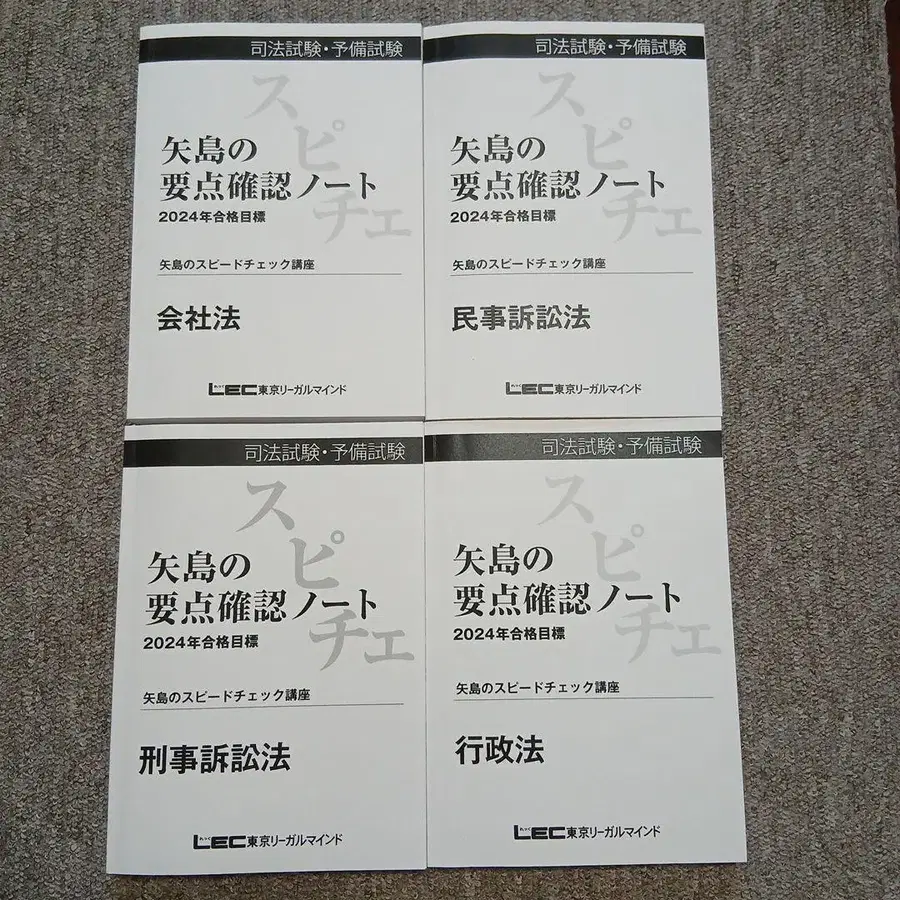 司法試験・予備試験
スピチェ
矢島の
要点確認ノート
2024年合格目標
矢島のスピードチェック講座
会社法
LEC東京リーガルマインド
司法試験・予備試験
スピチェ
矢島の
要点確認ノート
2024年合格目標
矢島のスピードチェック講座
民事訴訟法
LEC東京リーガルマインド
司法試験・予備試験
スピチェ
矢島の
要点確認ノート
2024年合格目標
矢島のスピードチェック講座
刑事訴訟法
LEC東京リーガルマインド
司法試験・予備試験
スピチェ
矢島の
要点確認ノート
2024年合格目標
矢島のスピードチェック講座
行政法
LEC東京リーガルマインド